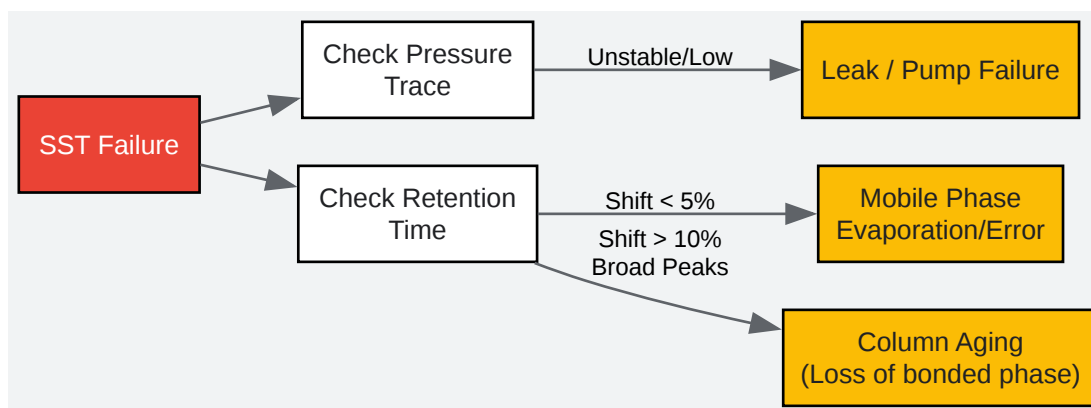 SST Failure
Check Pressure
Trace
Unstable/Low
Leak / Pump Failure
Check Retention
Time
Shift < 5%
Mobile Phase
Evaporation/Error
Shift > 10%
Broad Peaks
Column Aging
(Loss of bonded phase)